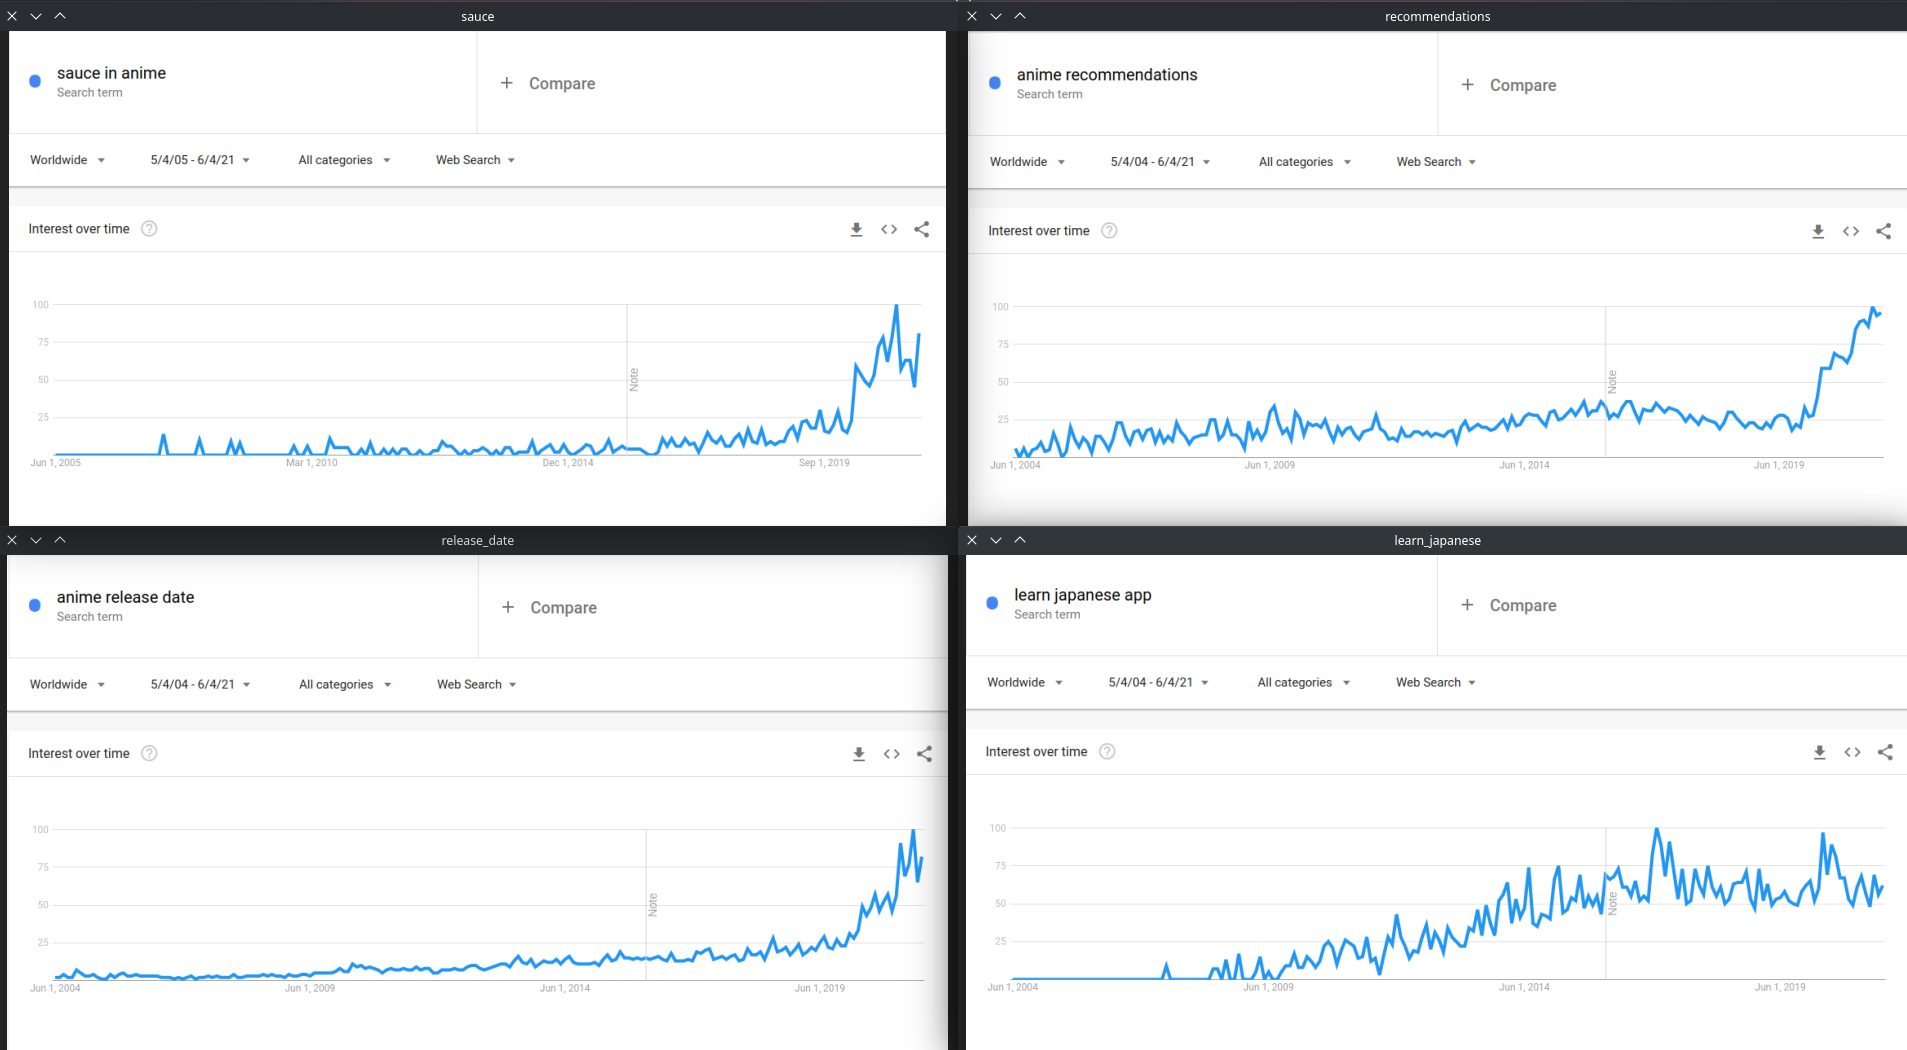 sauce
sauce in anime
Search term
+ Compare
Worldwide 5/4/05 - 6/4/21 All categories Web Search
Interest over time ?
100
75
50
25
Note
Jun 1, 2005 Mar 1, 2010 Dec 1, 2014 Sep 1, 2019
recommendations
anime recommendations
Search term
+ Compare
Worldwide 5/4/04 - 6/4/21 All categories Web Search
Interest over time ?
100
75
50
25
Note
Jun 1, 2004 Jun 1, 2009 Jun 1, 2014 Jun 1, 2019
release_date
anime release date
Search term
+ Compare
Worldwide 5/4/04 - 6/4/21 All categories Web Search
Interest over time ?
100
75
50
25
Note
Jun 1, 2004 Jun 1, 2009 Jun 1, 2014 Jun 1, 2019
learn_japanese
learn japanese app
Search term
+ Compare
Worldwide 5/4/04 - 6/4/21 All categories Web Search
Interest over time ?
100
75
50
25
Note
Jun 1, 2004 Jun 1, 2009 Jun 1, 2014 Jun 1, 2019